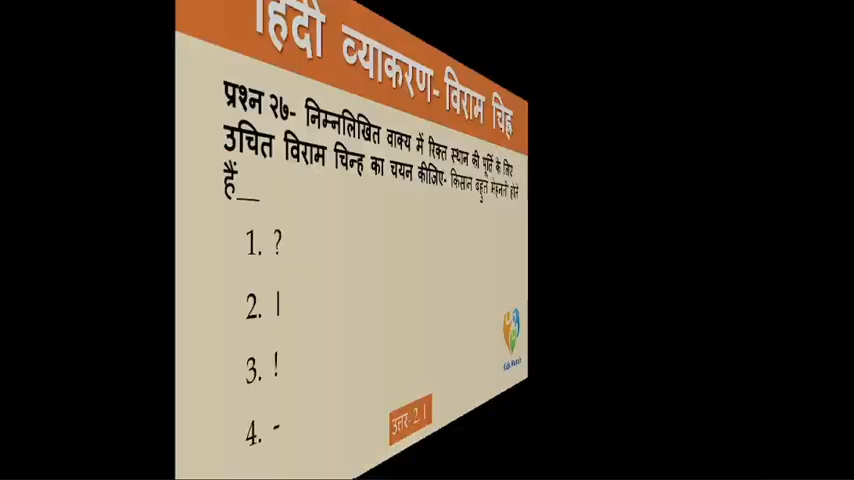 हिंदी व्याकरण- विराम चिह्न
प्रश्न २७- निम्नलिखित वाक्य में रिक्त स्थान की पूर्ति के लिए
उचित विराम चिन्ह का चयन कीजिए- किसान बहुत मेहनती होते
हैं__
1. ?
2. |
3. !
4. -
उत्तर- 2. |